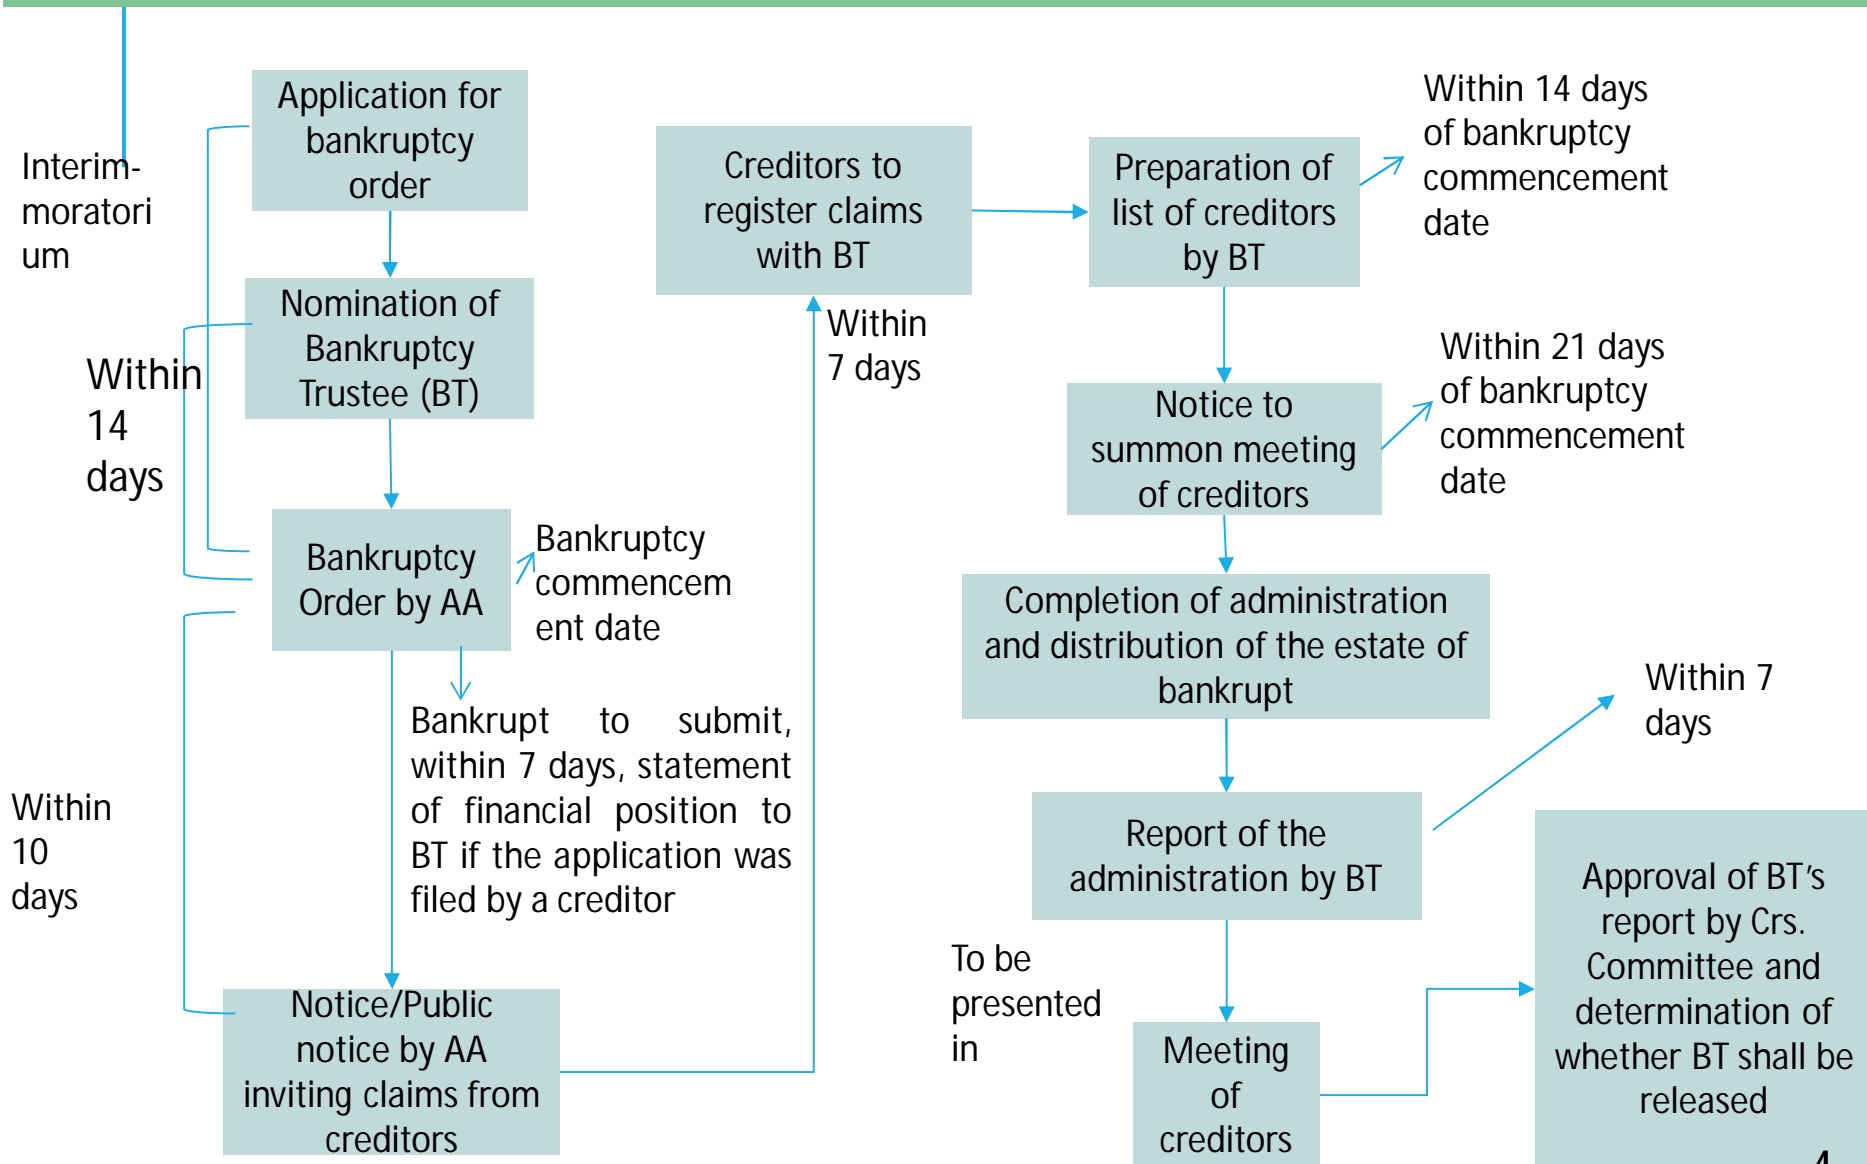 Interim-
moratori
um
Application for
bankruptcy
order
Nomination of
Bankruptcy
Trustee (BT)
Within
14
days
Bankruptcy
Order by AA
Bankruptcy
commencem
ent date
Bankrupt to submit,
within 7 days, statement
of financial position to
BT if the application was
filed by a creditor
Within
10
days
Notice/Public
notice by AA
inviting claims from
creditors
Creditors to
register claims
with BT
Within
7 days
Preparation of
list of creditors
by BT
Within 14 days
of bankruptcy
commencement
date
Notice to
summon meeting
of creditors
Within 21 days
of bankruptcy
commencement
date
Completion of administration
and distribution of the estate of
bankrupt
Report of the
administration by BT
Within 7
days
To be
presented
in
Meeting
of
creditors
Approval of BT's
report by Crs.
Committee and
determination of
whether BT shall be
released